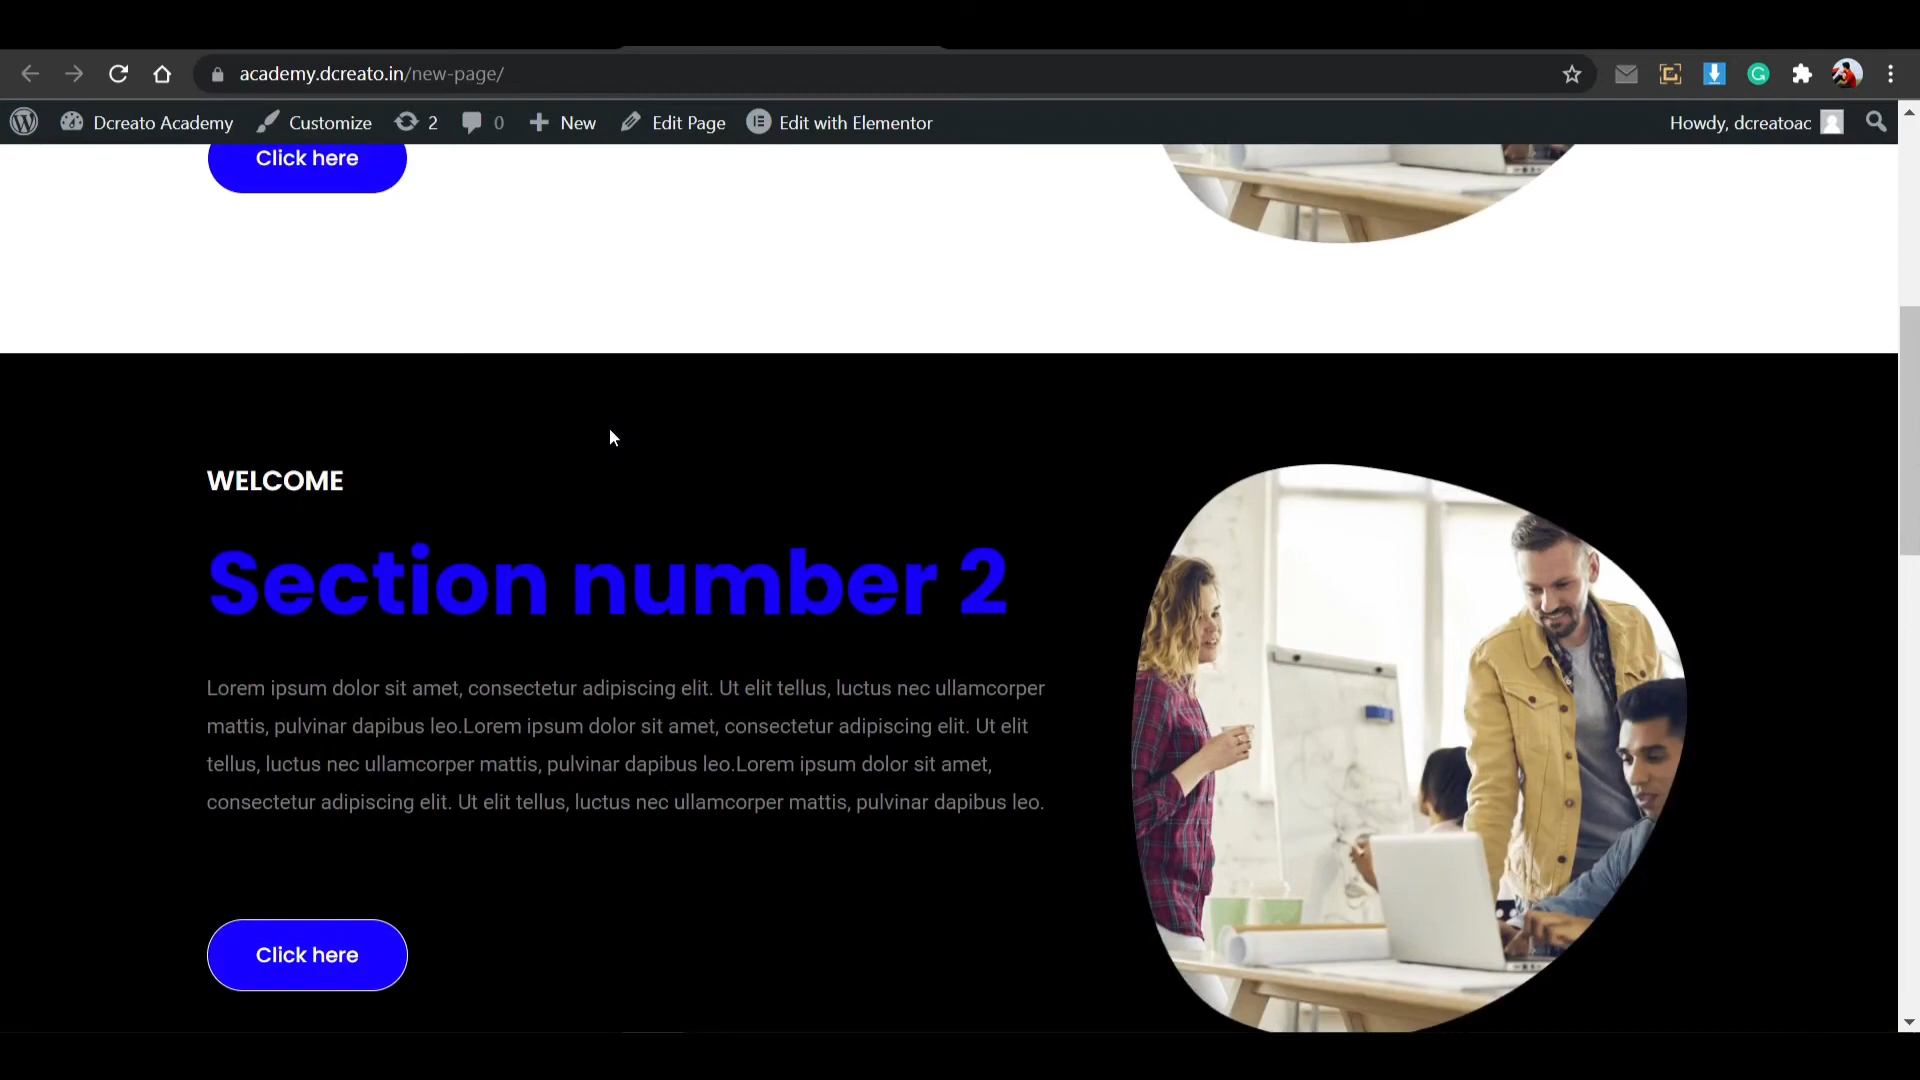 academy.dcreato.in/new-page/
Dcreato Academy Customize 2 0 New Edit Page Edit with Elementor Howdy, dcreatoac
Click here
WELCOME
Section number 2
Lorem ipsum dolor sit amet, consectetur adipiscing elit. Ut elit tellus, luctus nec ullamcorper
mattis, pulvinar dapibus leo.Lorem ipsum dolor sit amet, consectetur adipiscing elit. Ut elit
tellus, luctus nec ullamcorper mattis, pulvinar dapibus leo.Lorem ipsum dolor sit amet,
consectetur adipiscing elit. Ut elit tellus, luctus nec ullamcorper mattis, pulvinar dapibus leo.
Click here